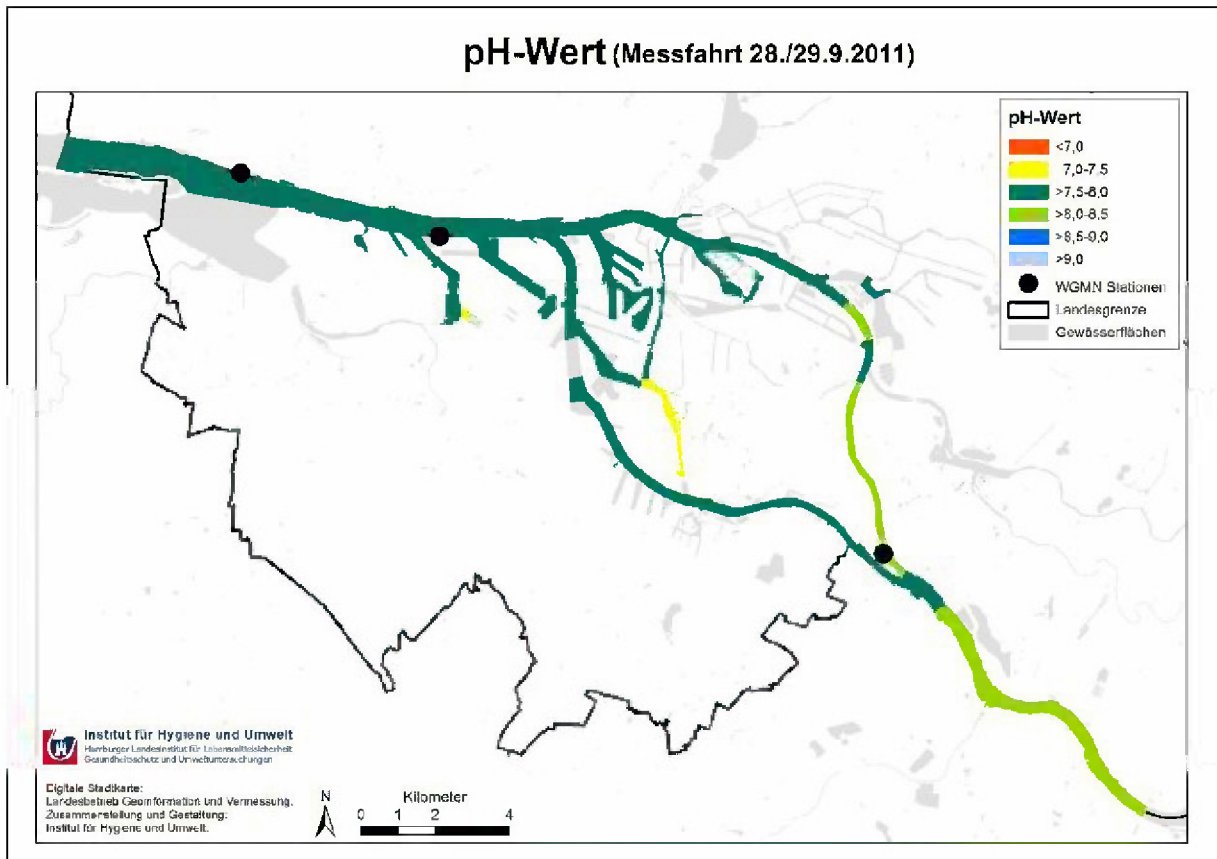 pH-Wert (Messfahrt 28./29.9.2011)
pH-Wert
<7,0
7,0-7,5
>7,5-8,0
>8,0-8,5
>8,5-9,0
>9,0
WGMN Stationen
Landesgrenze
Gewässerflächen
Institut für Hygiene und Umwelt
Hamburger Landesinstitut für Lebensmittelsicherheit
Gesundheitsschutz und Umweltuntersuchungen
Digitale Stadtkarte:
Landesbetrieb Geoinformation und Vermessung.
Zusammenstellung und Gestaltung:
Institut für Hygiene und Umwelt.
N
Kilometer
0 1 2 4